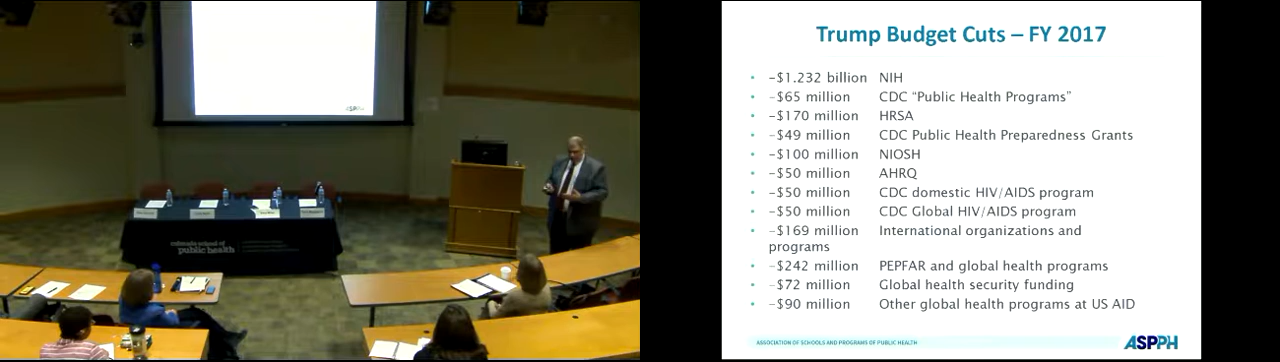 colorado school of
public health
Trump Budget Cuts – FY 2017
• -$1.232 billion NIH
• -$65 million CDC “Public Health Programs”
• -$170 million HRSA
• -$49 million CDC Public Health Preparedness Grants
• -$100 million NIOSH
• -$50 million AHRQ
• -$50 million CDC domestic HIV/AIDS program
• -$50 million CDC Global HIV/AIDS program
• -$169 million International organizations and
programs
• -$242 million PEPFAR and global health programs
• -$72 million Global health security funding
• -$90 million Other global health programs at US AID
ASSOCIATION OF SCHOOLS AND PROGRAMS OF PUBLIC HEALTH
ASPPH